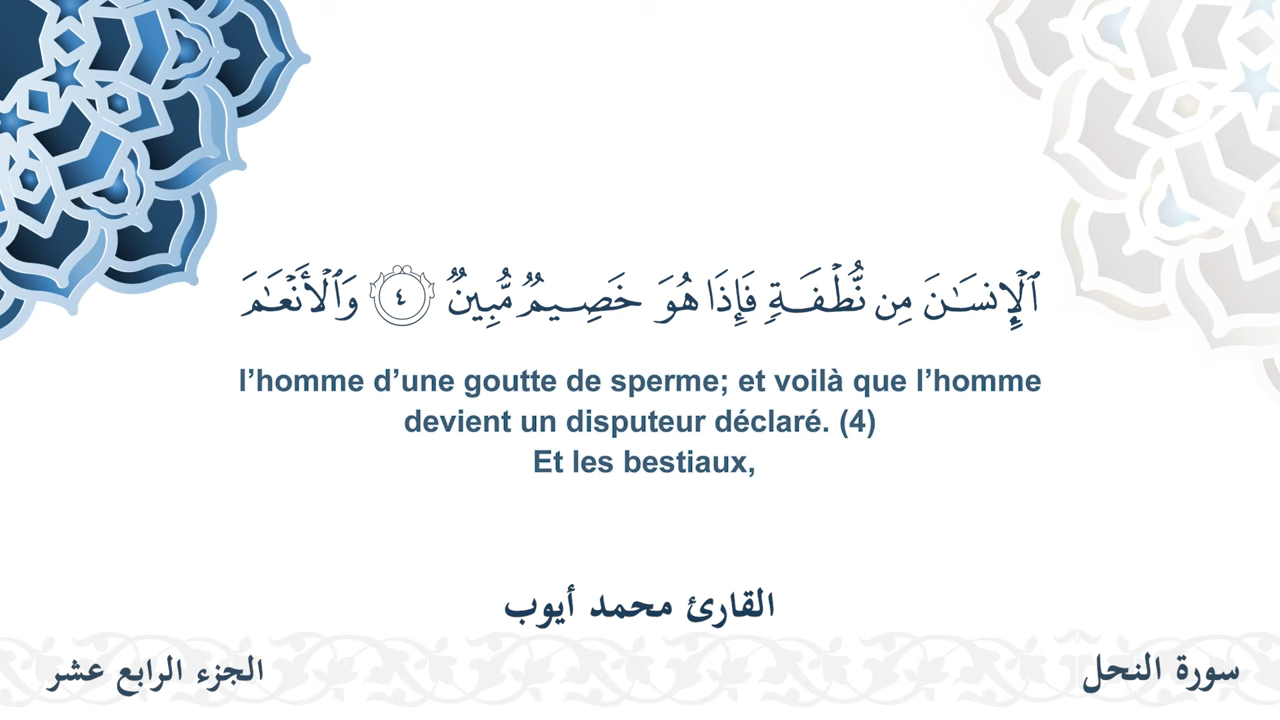 ٱلۡإِنسَٰنَ مِن نُّطۡفَةٖ فَإِذَا هُوَ خَصِيمٞ مُّبِينٞ ٤ وَٱلۡأَنۡعَٰمَ
l’homme d’une goutte de sperme; et voilà que l’homme
devient un disputeur déclaré. (4)
Et les bestiaux,
القارئ محمد أيوب
سورة النحل
الجزء الرابع عشر